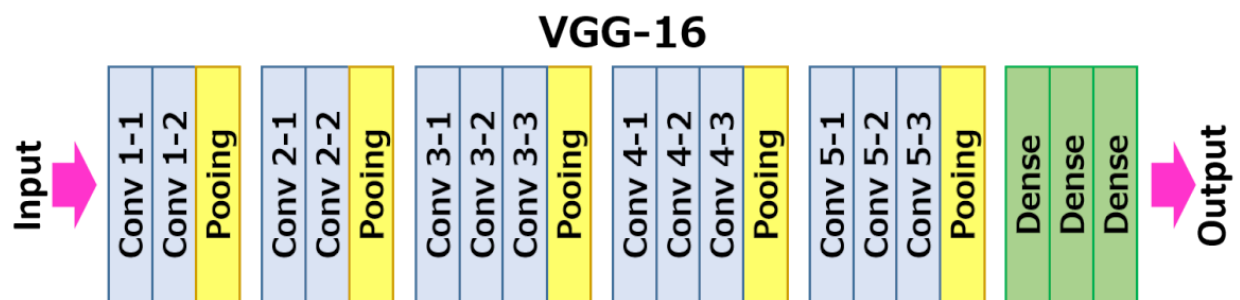 VGG-16
Input
Conv 1-1
Conv 1-2
Pooing
Conv 2-1
Conv 2-2
Pooing
Conv 3-1
Conv 3-2
Conv 3-3
Pooing
Conv 4-1
Conv 4-2
Conv 4-3
Pooing
Conv 5-1
Conv 5-2
Conv 5-3
Pooing
Dense
Dense
Dense
Output